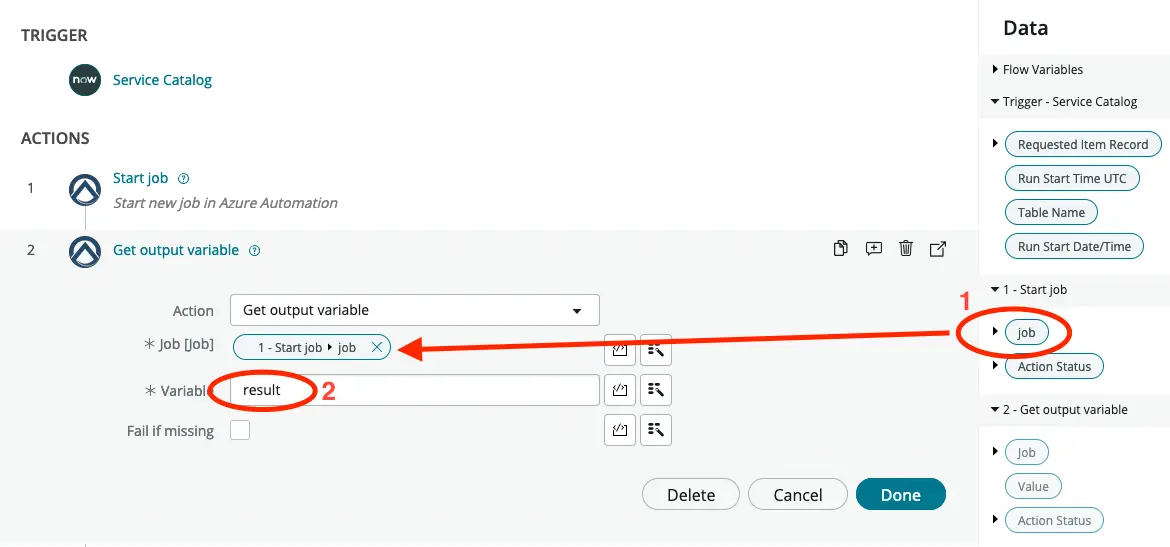 TRIGGER
now
Service Catalog
ACTIONS
1
Start job
Start new job in Azure Automation
2
Get output variable
Action
Get output variable
* Job [Job]
1 - Start job ▸ job
* Variable
result
2
Fail if missing
Delete
Cancel
Done
Data
Flow Variables
Trigger - Service Catalog
Requested Item Record
Run Start Time UTC
Table Name
Run Start Date/Time
1 - Start job
1
job
Action Status
2 - Get output variable
Job
Value
Action Status